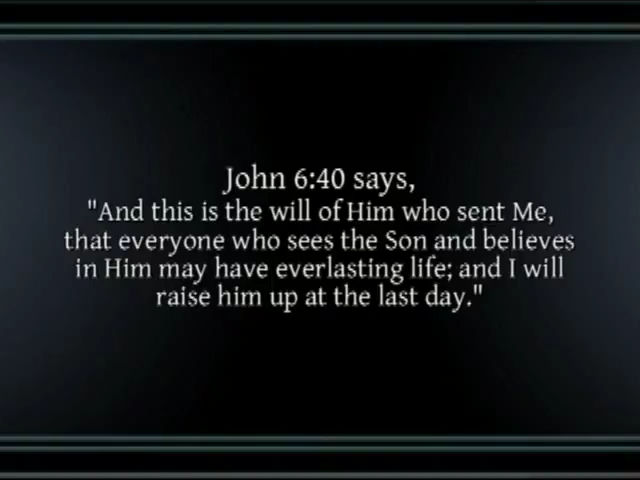 John 6:40 says,
"And this is the will of Him who sent Me,
that everyone who sees the Son and believes
in Him may have everlasting life; and I will
raise him up at the last day."